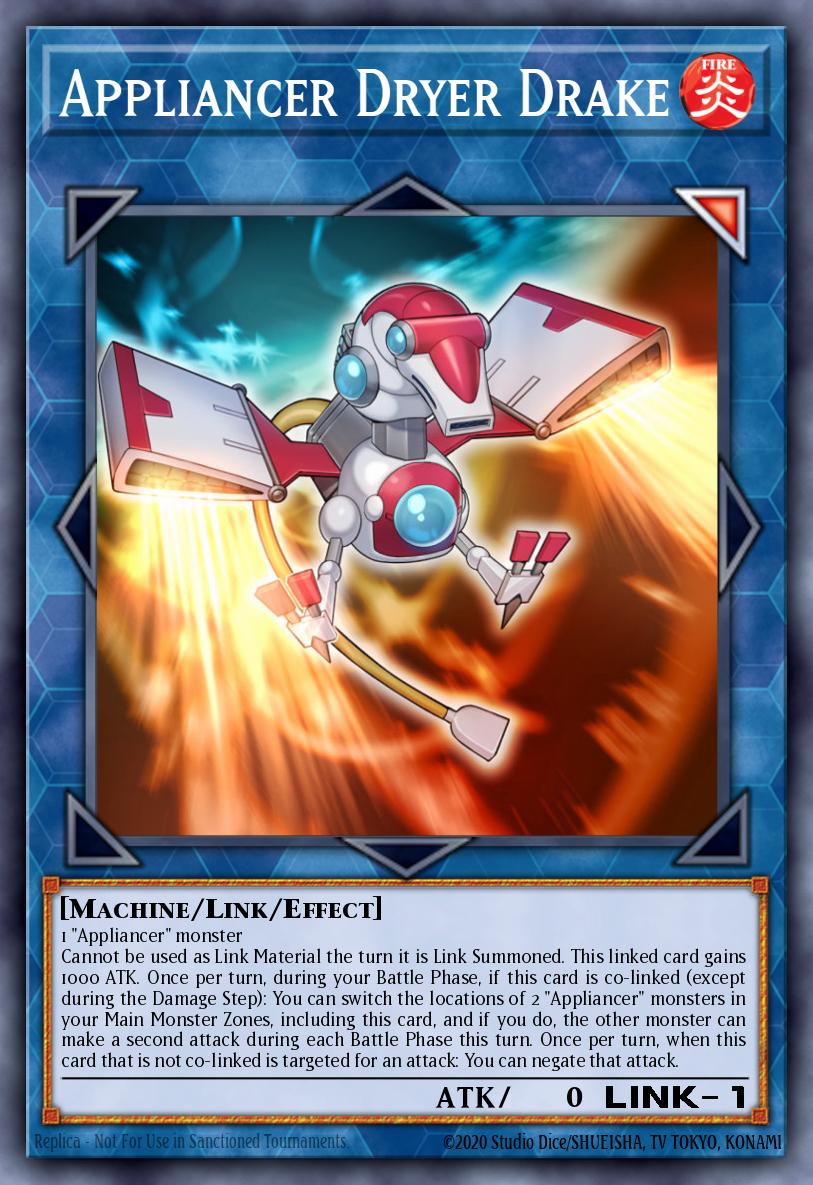 Appliancer Dryer Drake
FIRE
炎
[Machine/Link/Effect]
1 "Appliancer" monster
Cannot be used as Link Material the turn it is Link Summoned. This linked card gains
1000 ATK. Once per turn, during your Battle Phase, if this card is co-linked (except
during the Damage Step): You can switch the locations of 2 "Appliancer" monsters in
your Main Monster Zones, including this card, and if you do, the other monster can
make a second attack during each Battle Phase this turn. Once per turn, when this
card that is not co-linked is targeted for an attack: You can negate that attack.
ATK/ 0 LINK-1
Replica - Not For Use in Sanctioned Tournaments. ©2020 Studio Dice/SHUEISHA, TV TOKYO, KONAMI